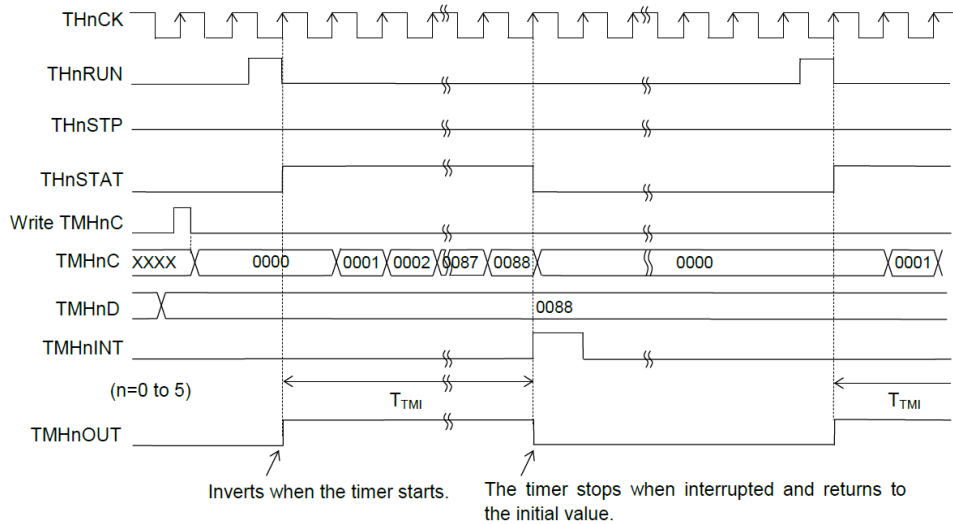 THnCK
THnRUN
THnSTP
THnSTAT
Write TMHnC
TMHnC XXXX 0000 0001 0002 0087 0088 0000 0001
TMHnD 0088
TMHnINT
(n=0 to 5) TTMI TTMI
TMHnOUT
Inverts when the timer starts. The timer stops when interrupted and returns to
the initial value.